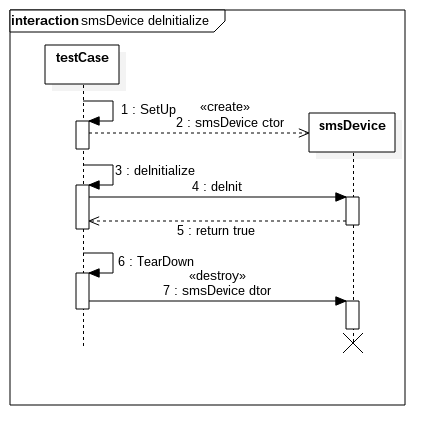 interaction smsDevice deInitialize
testCase
1 : SetUp
«create»
2 : smsDevice ctor
smsDevice
3 : deInitialize
4 : deInit
5 : return true
6 : TearDown
«destroy»
7 : smsDevice dtor